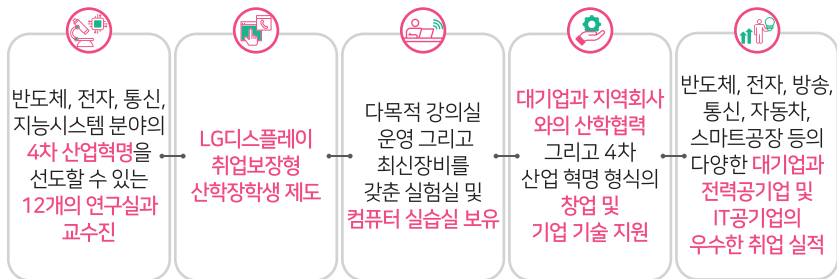 반도체, 전자, 통신,
지능시스템 분야의
4차 산업혁명을
선도할 수 있는
12개의 연구실과
교수진
LG디스플레이
취업보장형
산학장학생 제도
다목적 강의실
운영 그리고
최신장비를
갖춘 실험실 및
컴퓨터 실습실 보유
대기업과 지역회사
와의 산학협력
그리고 4차
산업 혁명 형식의
창업 및
기업 기술 지원
반도체, 전자, 방송,
통신, 자동차,
스마트공장 등의
다양한 대기업과
전력공기업 및
IT공기업의
우수한 취업 실적